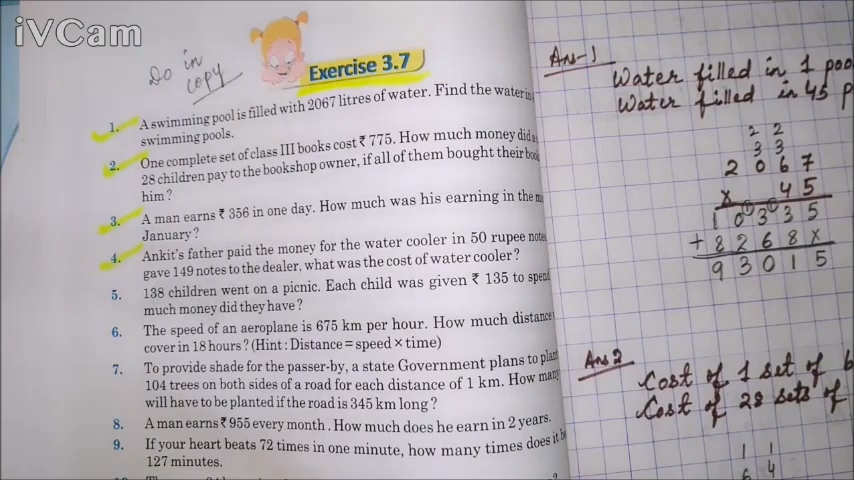 iVCam
Do in
copy
Exercise 3.7
1. A swimming pool is filled with 2067 litres of water. Find the water in
swimming pools.
2. One complete set of class III books cost ₹ 775. How much money did
28 children pay to the bookshop owner, if all of them bought their
him?
3. A man earns ₹ 356 in one day. How much was his earning in the
January?
4. Ankit's father paid the money for the water cooler in 50 rupee
gave 149 notes to the dealer, what was the cost of water cooler?
5. 138 children went on a picnic. Each child was given ₹ 135 to
much money did they have?
6. The speed of an aeroplane is 675 km per hour. How much distance
cover in 18 hours? (Hint : Distance = speed × time)
7. To provide shade for the passer-by, a state Government plans to
104 trees on both sides of a road for each distance of 1 km. How
will have to be planted if the road is 345 km long?
8. A man earns ₹ 955 every month. How much does he earn in 2 years.
9. If your heart beats 72 times in one minute, how many times does it
127 minutes.
Ans-1
Water filled in 1
Water filled in 45
2 2
3 3
2 0 6 7
x 4 5
1 0 3 3 5
+ 8 2 6 8 x
9 3 0 1 5
Ans 2
Cost of 1 set of
Cost of 28 sets of
1 1
6 4